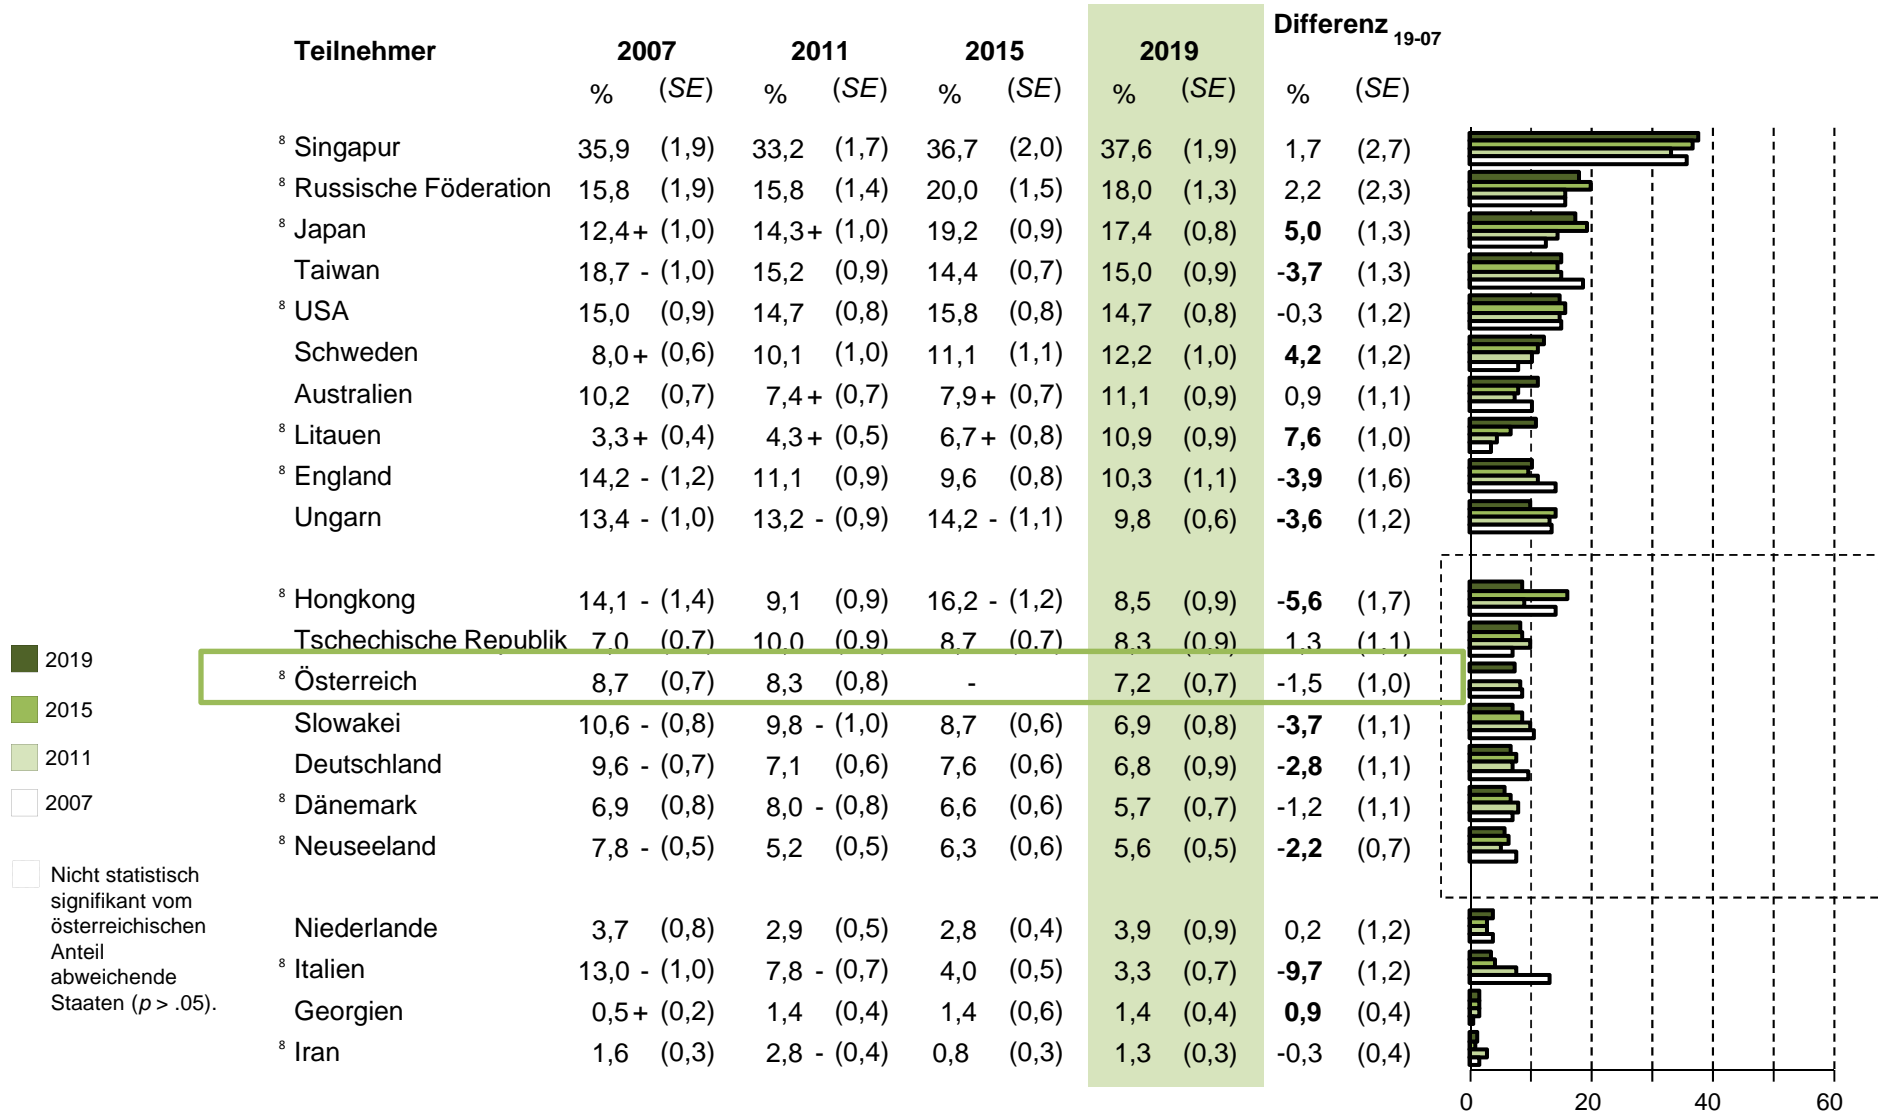 Differenz 19-07
Teilnehmer 2007 2011 2015 2019
% (SE) % (SE) % (SE) % (SE) % (SE)
8 Singapur 35,9 (1,9) 33,2 (1,7) 36,7 (2,0) 37,6 (1,9) 1,7 (2,7)
8 Russische Föderation 15,8 (1,9) 15,8 (1,4) 20,0 (1,5) 18,0 (1,3) 2,2 (2,3)
8 Japan 12,4 + (1,0) 14,3 + (1,0) 19,2 (0,9) 17,4 (0,8) 5,0 (1,3)
Taiwan 18,7 - (1,0) 15,2 (0,9) 14,4 (0,7) 15,0 (0,9) -3,7 (1,3)
8 USA 15,0 (0,9) 14,7 (0,8) 15,8 (0,8) 14,7 (0,8) -0,3 (1,2)
Schweden 8,0 + (0,6) 10,1 (1,0) 11,1 (1,1) 12,2 (1,0) 4,2 (1,2)
Australien 10,2 (0,7) 7,4 + (0,7) 7,9 + (0,7) 11,1 (0,9) 0,9 (1,1)
8 Litauen 3,3 + (0,4) 4,3 + (0,5) 6,7 + (0,8) 10,9 (0,9) 7,6 (1,0)
8 England 14,2 - (1,2) 11,1 (0,9) 9,6 (0,8) 10,3 (1,1) -3,9 (1,6)
Ungarn 13,4 - (1,0) 13,2 - (0,9) 14,2 - (1,1) 9,8 (0,6) -3,6 (1,2)
8 Hongkong 14,1 - (1,4) 9,1 (0,9) 16,2 - (1,2) 8,5 (0,9) -5,6 (1,7)
Tschechische Republik 7,0 (0,7) 10,0 (0,9) 8,7 (0,7) 8,3 (0,9) 1,3 (1,1)
8 Österreich 8,7 (0,7) 8,3 (0,8) - 7,2 (0,7) -1,5 (1,0)
Slowakei 10,6 - (0,8) 9,8 - (1,0) 8,7 (0,6) 6,9 (0,8) -3,7 (1,1)
Deutschland 9,6 - (0,7) 7,1 (0,6) 7,6 (0,6) 6,8 (0,9) -2,8 (1,1)
8 Dänemark 6,9 (0,8) 8,0 - (0,8) 6,6 (0,6) 5,7 (0,7) -1,2 (1,1)
8 Neuseeland 7,8 - (0,5) 5,2 (0,5) 6,3 (0,6) 5,6 (0,5) -2,2 (0,7)
Niederlande 3,7 (0,8) 2,9 (0,5) 2,8 (0,4) 3,9 (0,9) 0,2 (1,2)
8 Italien 13,0 - (1,0) 7,8 - (0,7) 4,0 (0,5) 3,3 (0,7) -9,7 (1,2)
Georgien 0,5 + (0,2) 1,4 (0,4) 1,4 (0,6) 1,4 (0,4) 0,9 (0,4)
8 Iran 1,6 (0,3) 2,8 - (0,4) 0,8 (0,3) 1,3 (0,3) -0,3 (0,4)
0 20 40 60
2019
2015
2011
2007
Nicht statistisch
signifikant vom
österreichischen
Anteil
abweichende
Staaten (p > .05).